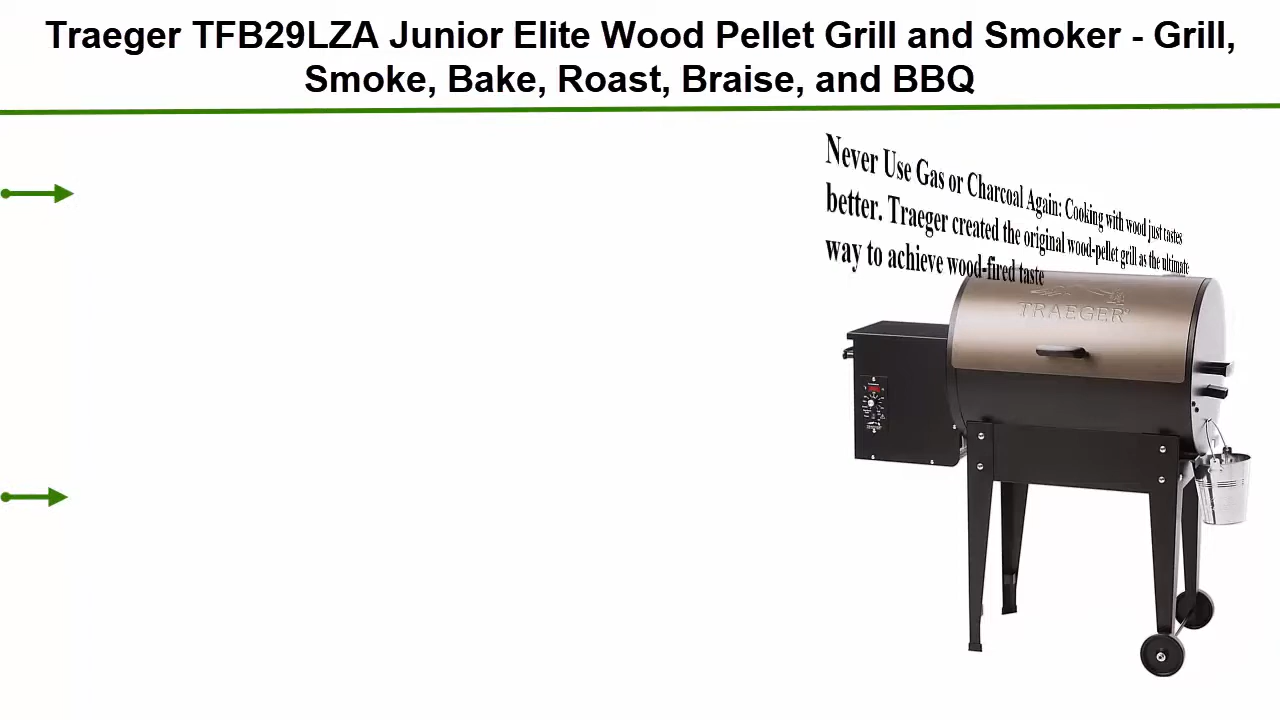 Traeger TFB29LZA Junior Elite Wood Pellet Grill and Smoker - Grill,
Smoke, Bake, Roast, Braise, and BBQ
Never Use Gas or Charcoal Again: Cooking with wood just tastes
better. Traeger created the original wood-pellet grill as the ultimate
way to achieve wood-fired taste
TRAEGER